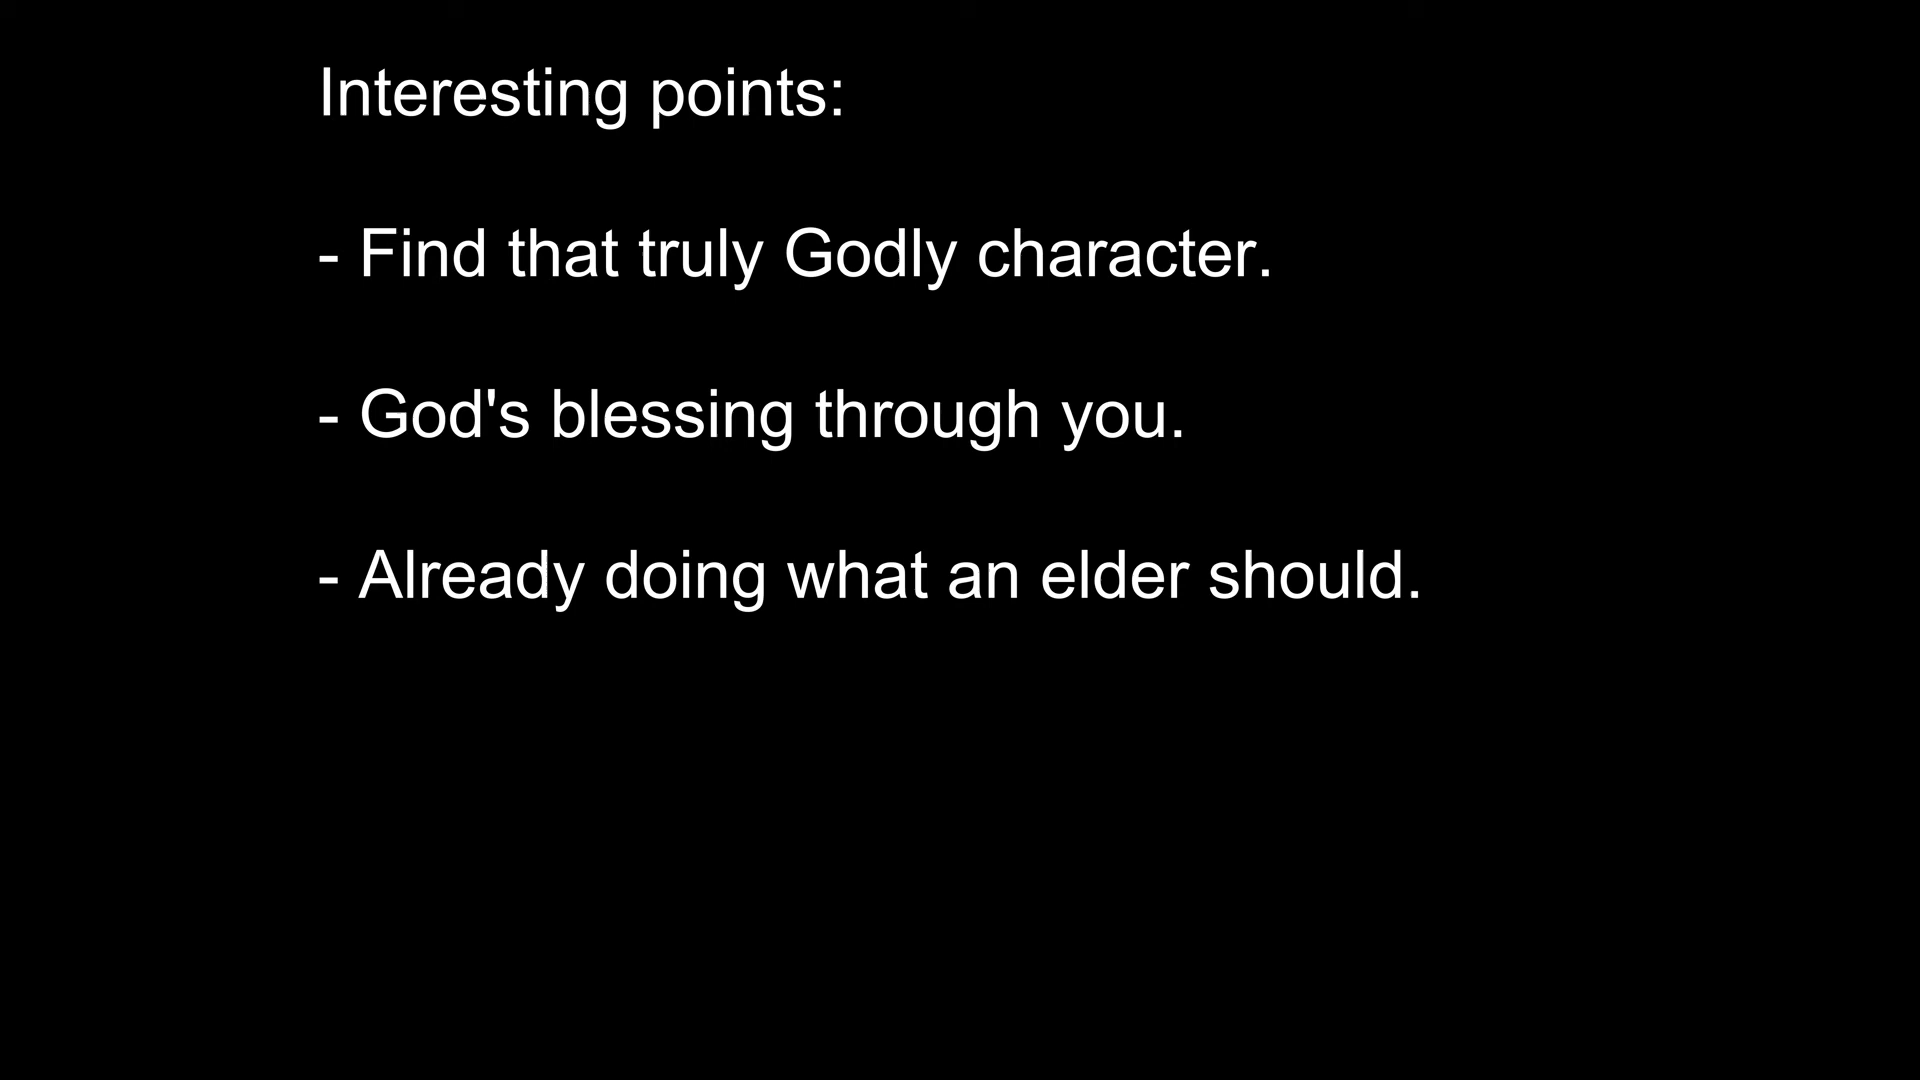 Interesting points:
- Find that truly Godly character.
- God's blessing through you.
- Already doing what an elder should.